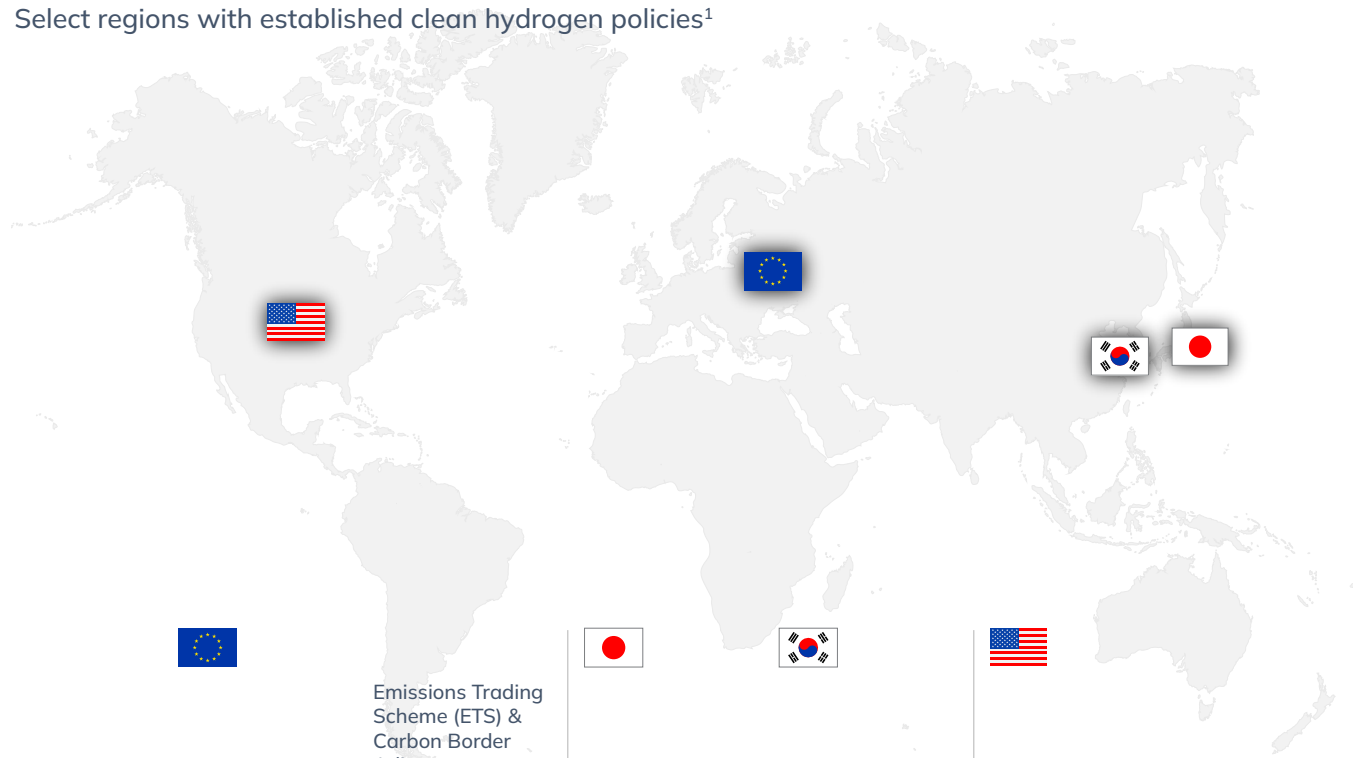 Select regions with established clean hydrogen policies¹
Emissions Trading
Scheme (ETS) &
Carbon Border